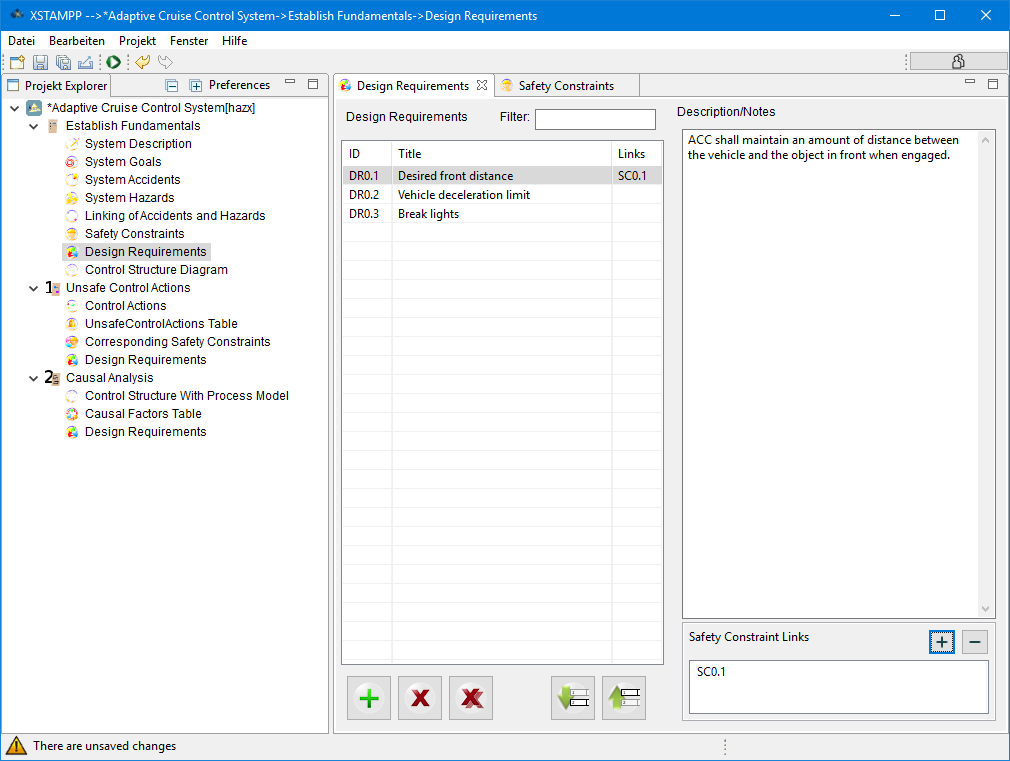 XSTAMPP -->*Adaptive Cruise Control System->Establish Fundamentals->Design Requirements
Datei Bearbeiten Projekt Fenster Hilfe
Projekt Explorer
Preferences
*Adaptive Cruise Control System[hazx]
Establish Fundamentals
System Description
System Goals
System Accidents
System Hazards
Linking of Accidents and Hazards
Safety Constraints
Design Requirements
Control Structure Diagram
1 Unsafe Control Actions
Control Actions
UnsafeControlActions Table
Corresponding Safety Constraints
Design Requirements
2 Causal Analysis
Control Structure With Process Model
Causal Factors Table
Design Requirements
Design Requirements
Safety Constraints
Design Requirements Filter:
ID Title Links
DR0.1 Desired front distance SC0.1
DR0.2 Vehicle deceleration limit
DR0.3 Break lights
Description/Notes
ACC shall maintain an amount of distance between
the vehicle and the object in front when engaged.
Safety Constraint Links
SC0.1
There are unsaved changes